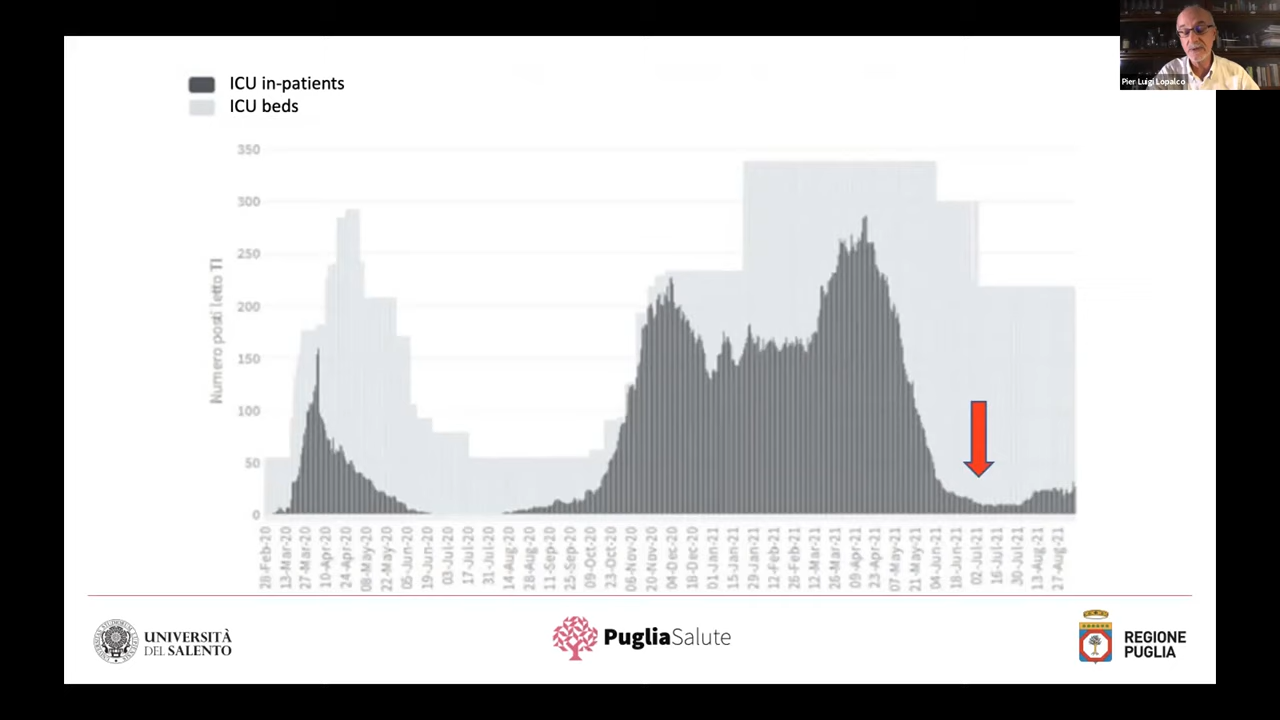 Pier Luigi Lopalco
ICU in-patients
ICU beds
350
300
250
200
150
100
50
0
Numero posti letto TI
28-Feb-20
13-Mar-20
27-Mar-20
10-Apr-20
24-Apr-20
08-May-20
22-May-20
05-Jun-20
19-Jun-20
03-Jul-20
17-Jul-20
31-Jul-20
14-Aug-20
28-Aug-20
11-Sep-20
25-Sep-20
09-Oct-20
23-Oct-20
06-Nov-20
20-Nov-20
04-Dec-20
18-Dec-20
01-Jan-21
15-Jan-21
29-Jan-21
12-Feb-21
26-Feb-21
12-Mar-21
26-Mar-21
09-Apr-21
23-Apr-21
07-May-21
21-May-21
04-Jun-21
18-Jun-21
02-Jul-21
16-Jul-21
30-Jul-21
13-Aug-21
27-Aug-21
UNIVERSITÀ
DEL SALENTO
PugliaSalute
REGIONE
PUGLIA